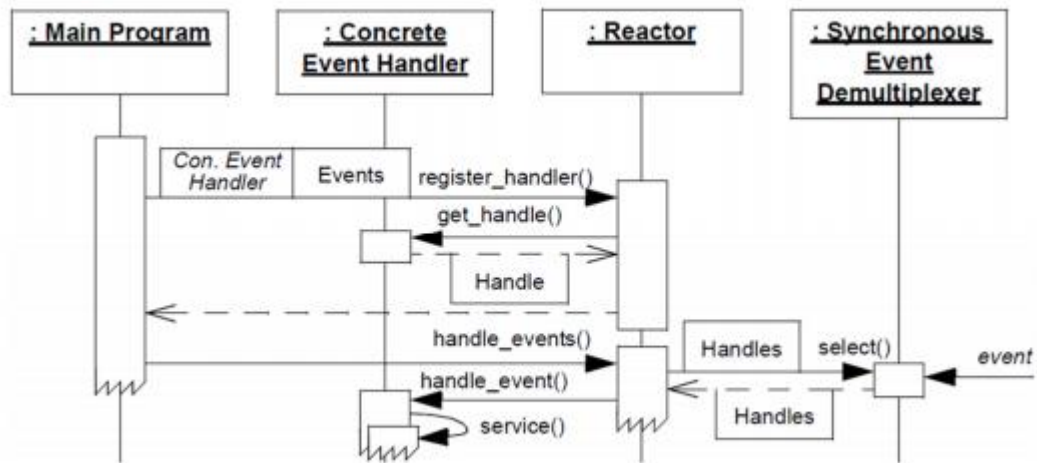 : Main Program
: Concrete
Event Handler
: Reactor
: Synchronous
Event
Demultiplexer
Con. Event
Handler
Events
register_handler()
get_handle()
Handle
handle_events()
Handles
select()
event
handle_event()
Handles
service()